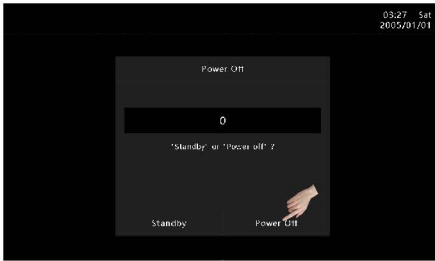 03:27 Sat
2005/01/01
Power Off
0
"Standby" or "Power off" ?
Standby
Power Off